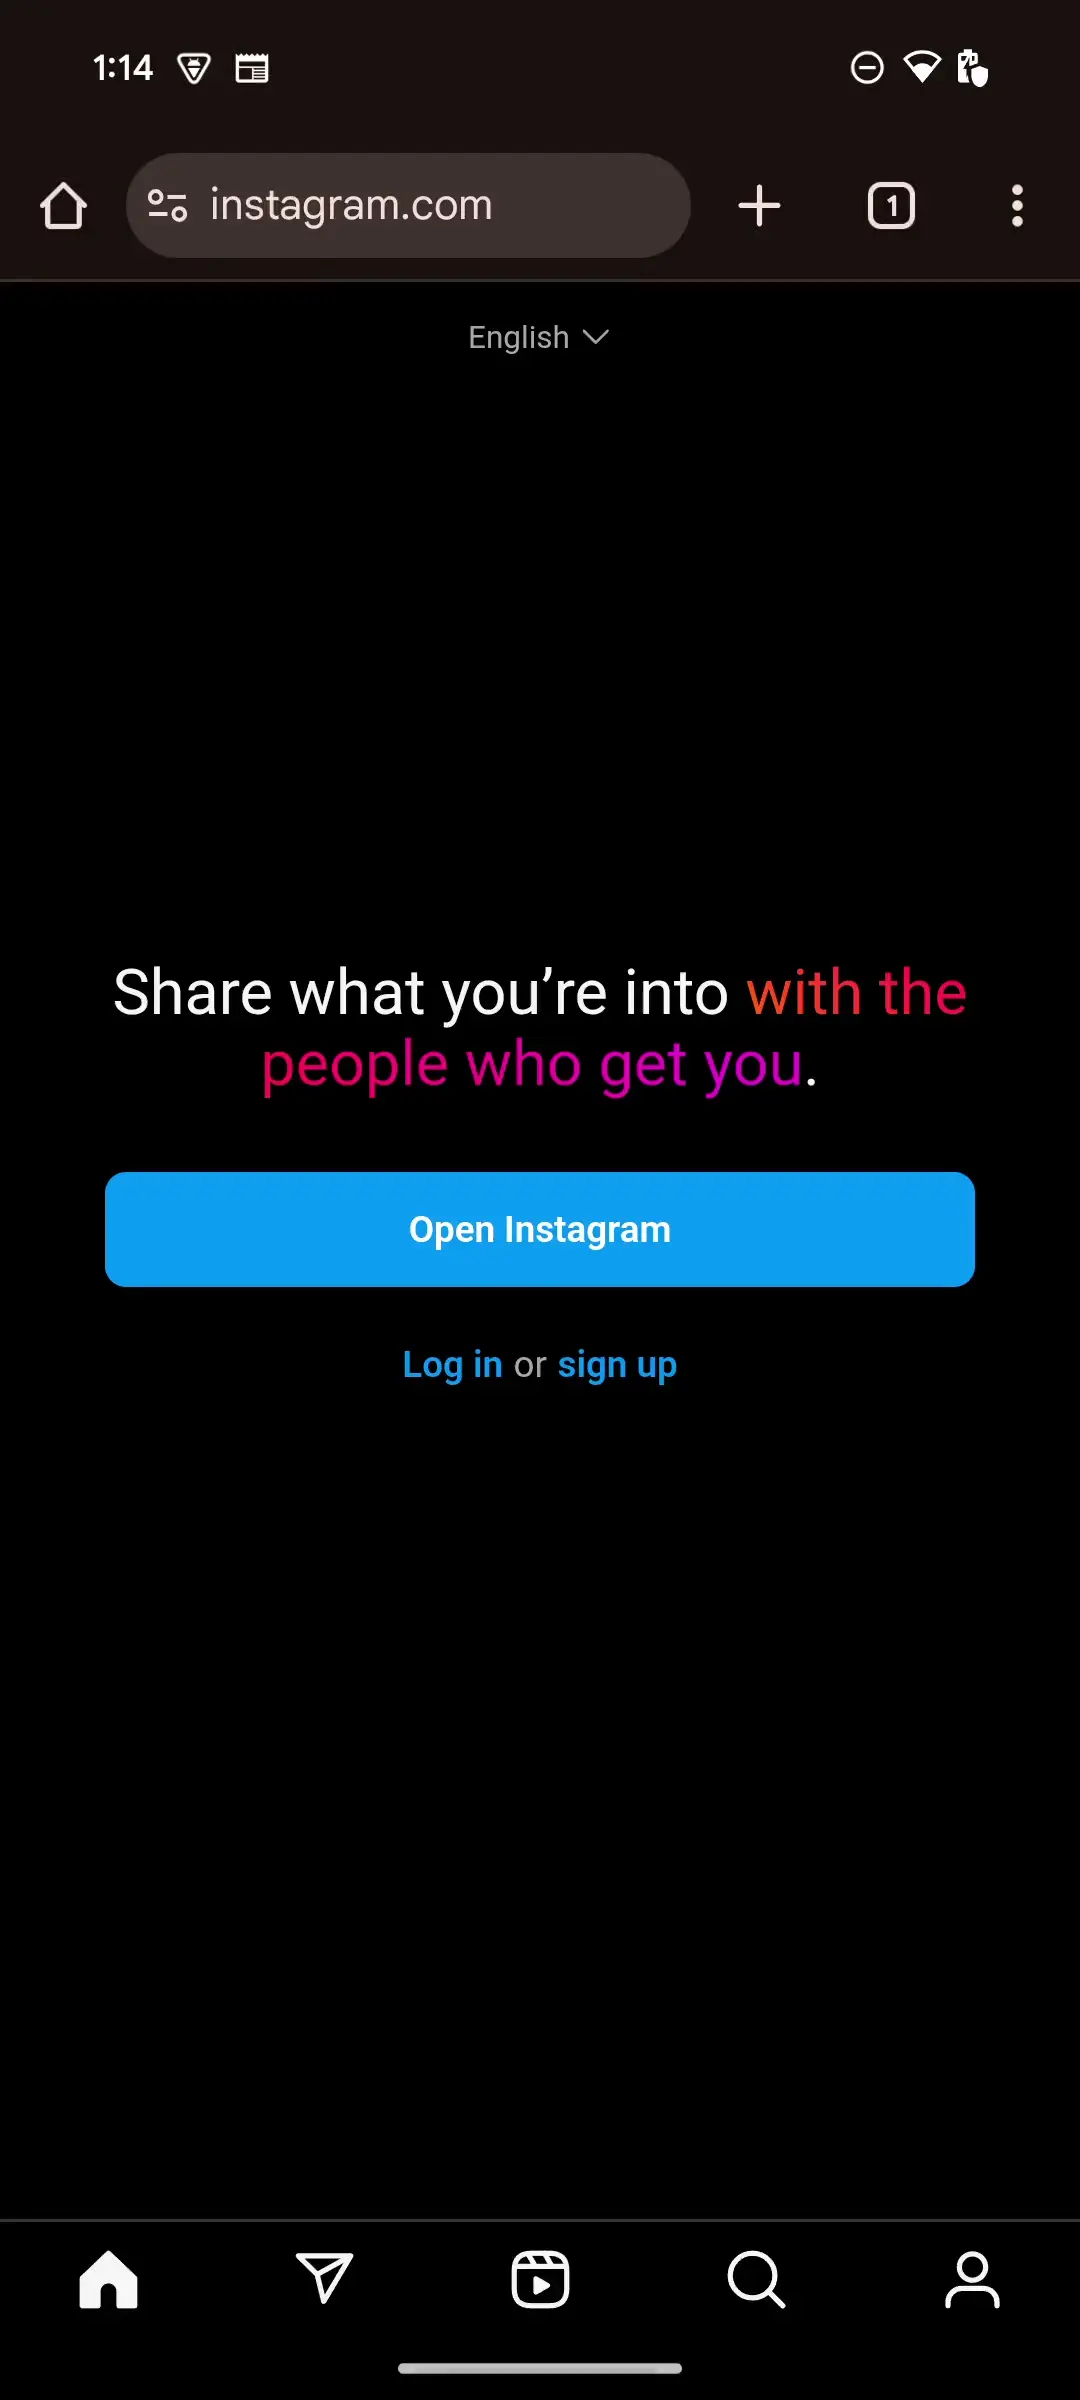 1:14
instagram.com
1
English
Share what you’re into with the
people who get you.
Open Instagram
Log in or sign up